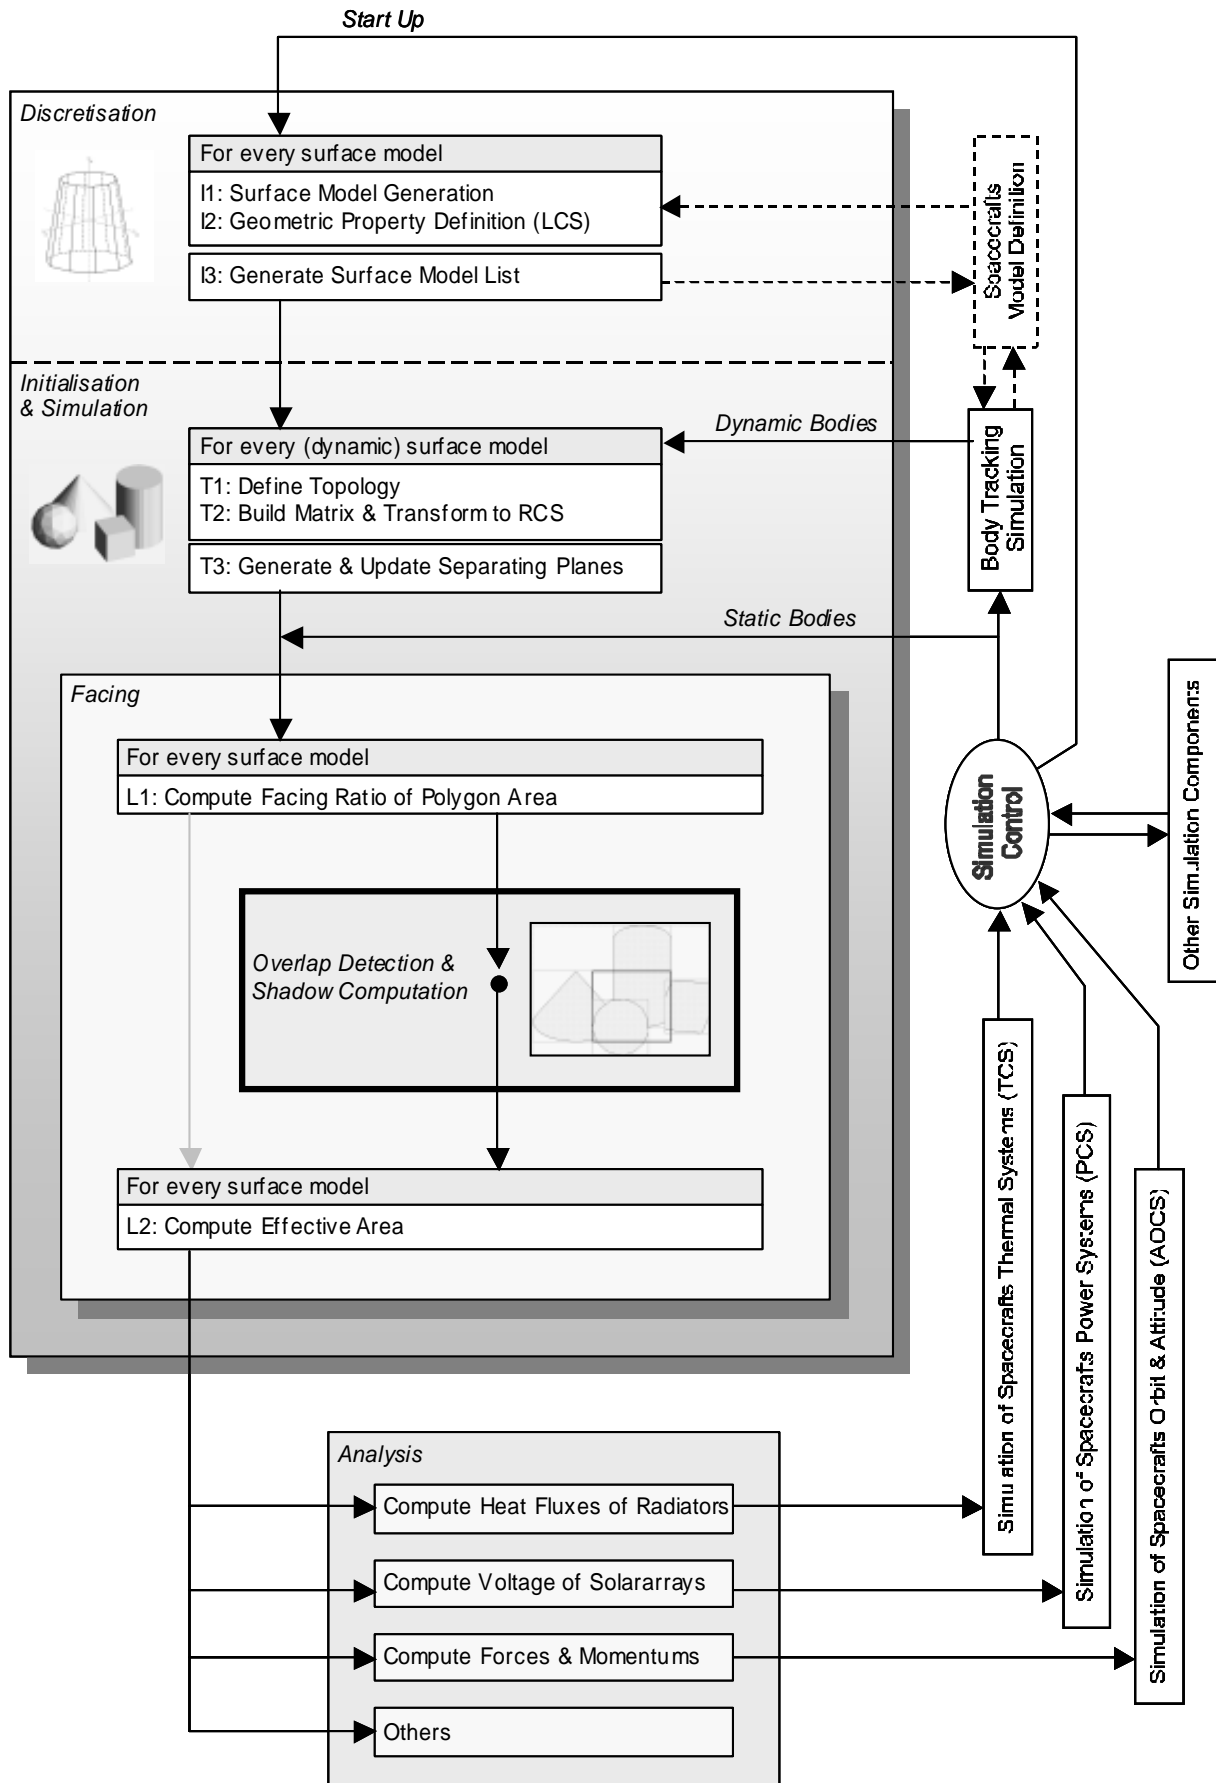 Start Up
Discretisation
For every surface model
I1: Surface Model Generation
I2: Geometric Property Definition (LCS)
I3: Generate Surface Model List
Spacecrafts
Model Definition
Initialisation
& Simulation
Dynamic Bodies
For every (dynamic) surface model
T1: Define Topology
T2: Build Matrix & Transform to RCS
T3: Generate & Update Separating Planes
Body Tracking
Simulation
Static Bodies
Facing
For every surface model
L1: Compute Facing Ratio of Polygon Area
Simulation
Control
Other Simulation Components
Overlap Detection &
Shadow Computation
For every surface model
L2: Compute Effective Area
Simulation of Spacecrafts Thermal Systems (TCS)
Simulation of Spacecrafts Power Systems (PCS)
Simulation of Spacecrafts Orbit & Attitude (AOCS)
Analysis
Compute Heat Fluxes of Radiators
Compute Voltage of Solararrays
Compute Forces & Momentums
Others